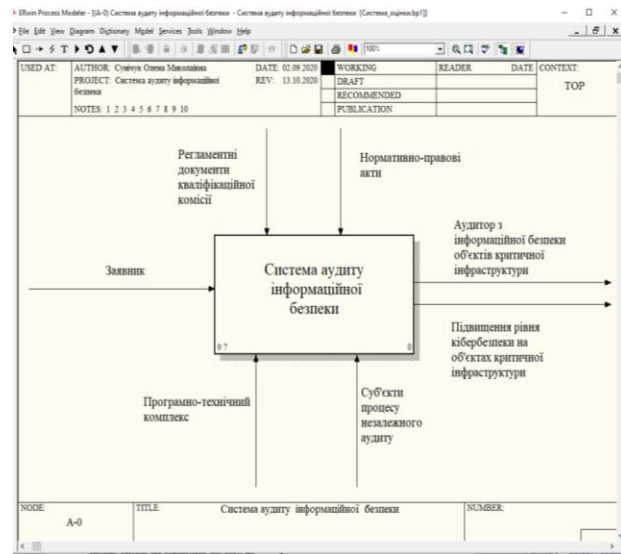 ERwin Process Modeler - [(A-0) Система аудиту інформаційної безпеки - Система аудиту інформаційної безпеки [Система_оцінки.bp1]]
File Edit View Diagram Dictionary Model Services Tools Window Help
100%
USED AT:
AUTHOR: Сунічук Олена Миколаївна
DATE: 02.09.2020
WORKING
READER
DATE
CONTEXT:
PROJECT: Система аудиту інформаційної
безпеки
REV: 13.10.2020
DRAFT
TOP
RECOMMENDED
NOTES: 1 2 3 4 5 6 7 8 9 10
PUBLICATION
Регламентні
документи
кваліфікаційної
комісії
Нормативно-правові
акти
Заявник
Система аудиту
інформаційної
безпеки
0 ?
0
Аудитор з
інформаційної безпеки
об'єктів критичної
інфраструктури
Підвищення рівня
кібербезпеки на
об'єктах критичної
інфраструктури
Програмно-технічний
комплекс
Суб'єкти
процесу
незалежного
аудиту
NODE:
TITLE:
Система аудиту інформаційної безпеки
NUMBER:
A-0